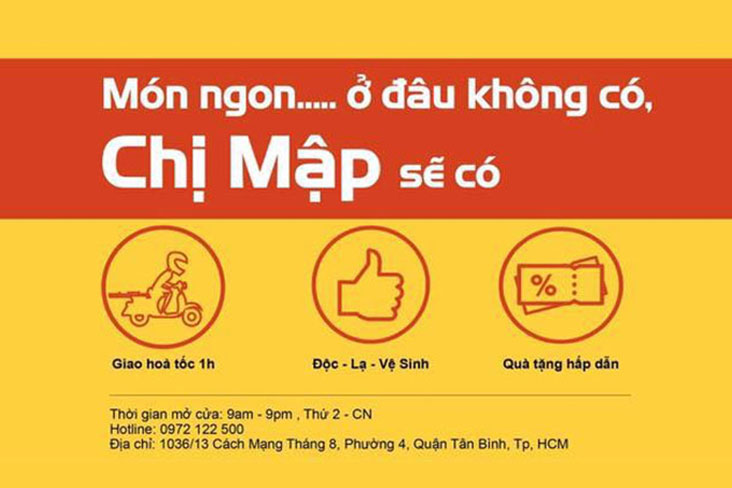 Món ngon..... ở đâu không có,
Chị Mập sẽ có
%
Giao hoả tốc 1h
Độc - Lạ - Vệ Sinh
Quà tặng hấp dẫn
Thời gian mở cửa: 9am - 9pm , Thứ 2 - CN
Hotline: 0972 122 500
Địa chỉ: 1036/13 Cách Mạng Tháng 8, Phường 4, Quận Tân Bình, Tp, HCM